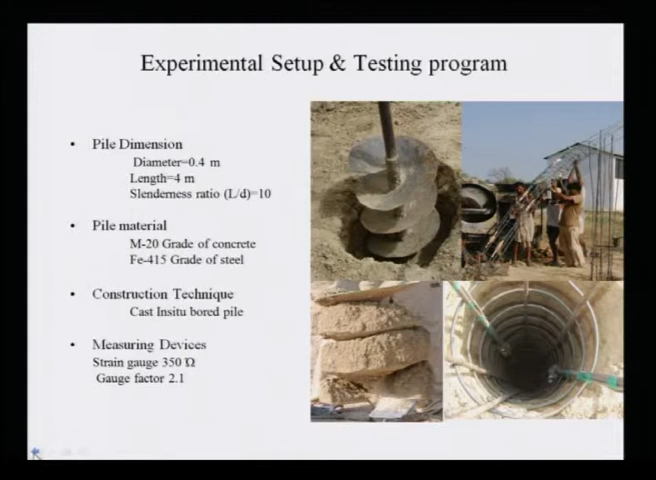 Experimental Setup & Testing program
• Pile Dimension
Diameter=0.4 m
Length=4 m
Slenderness ratio (L/d)=10
• Pile material
M-20 Grade of concrete
Fe-415 Grade of steel
• Construction Technique
Cast Insitu bored pile
• Measuring Devices
Strain gauge 350 Ώ
Gauge factor 2.1